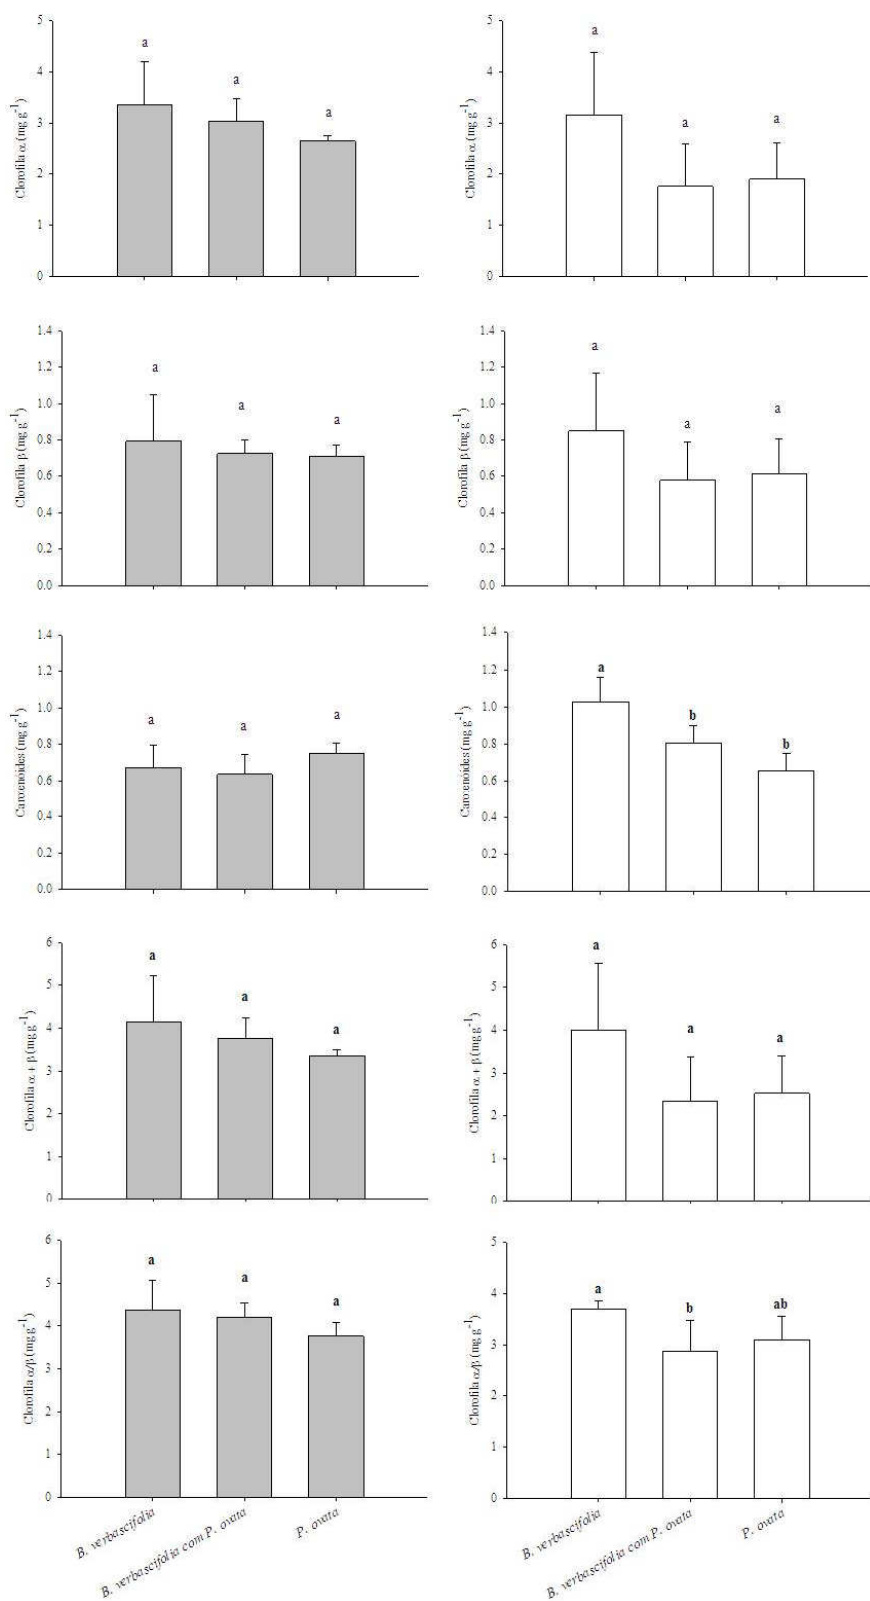 5
a
a
4
a
3
a
2
1
0
Clorofila α (mg g-1)
5
a
4
3
a
a
2
1
0
Clorofila α (mg g-1)
1.4
1.2
a
1.0
a
a
0.8
0.6
0.4
0.2
0.0
Clorofila β (mg g-1)
1.4
a
1.2
1.0
a
a
0.8
0.6
0.4
0.2
0.0
Clorofila β (mg g-1)
1.4
1.2
1.0
a
a
a
0.8
0.6
0.4
0.2
0.0
Caroenóides (mg g-1)
1.4
1.2
a
1.0
b
b
0.8
0.6
0.4
0.2
0.0
Caroenóides (mg g-1)
6
a
5
a
a
4
3
2
1
0
Clorofila α + β (mg g-1)
6
a
5
4
a
a
3
2
1
0
Clorofila α + β (mg g-1)
6
a
a
5
a
4
3
2
1
0
Clorofila α/β (mg g-1)
5
a
4
b
ab
3
2
1
0
Clorofila α/β (mg g-1)
B. verbascifolia
B. verbascifolia com P. ovata
P. ovata
B. verbascifolia
B. verbascifolia com P. ovata
P. ovata